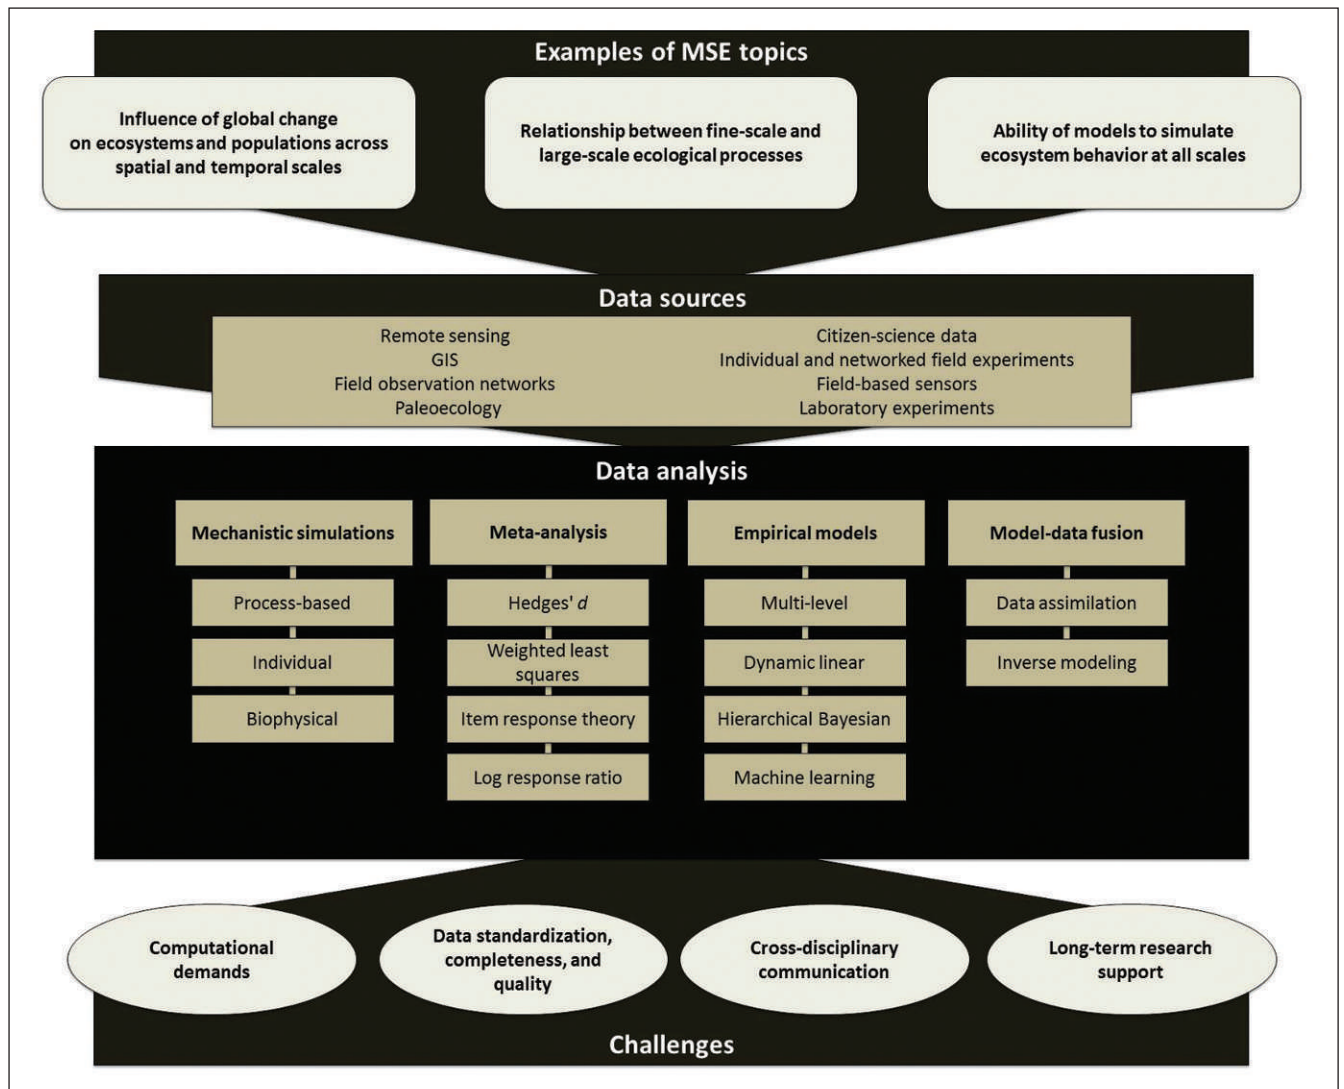 Examples of MSE topics
Influence of global change
on ecosystems and populations across
spatial and temporal scales
Relationship between fine-scale and
large-scale ecological processes
Ability of models to simulate
ecosystem behavior at all scales
Data sources
Remote sensing
GIS
Field observation networks
Paleoecology
Citizen-science data
Individual and networked field experiments
Field-based sensors
Laboratory experiments
Data analysis
Mechanistic simulations
Process-based
Individual
Biophysical
Meta-analysis
Hedges' d
Weighted least
squares
Item response theory
Log response ratio
Empirical models
Multi-level
Dynamic linear
Hierarchical Bayesian
Machine learning
Model-data fusion
Data assimilation
Inverse modeling
Computational
demands
Data standardization,
completeness, and
quality
Cross-disciplinary
communication
Long-term research
support
Challenges